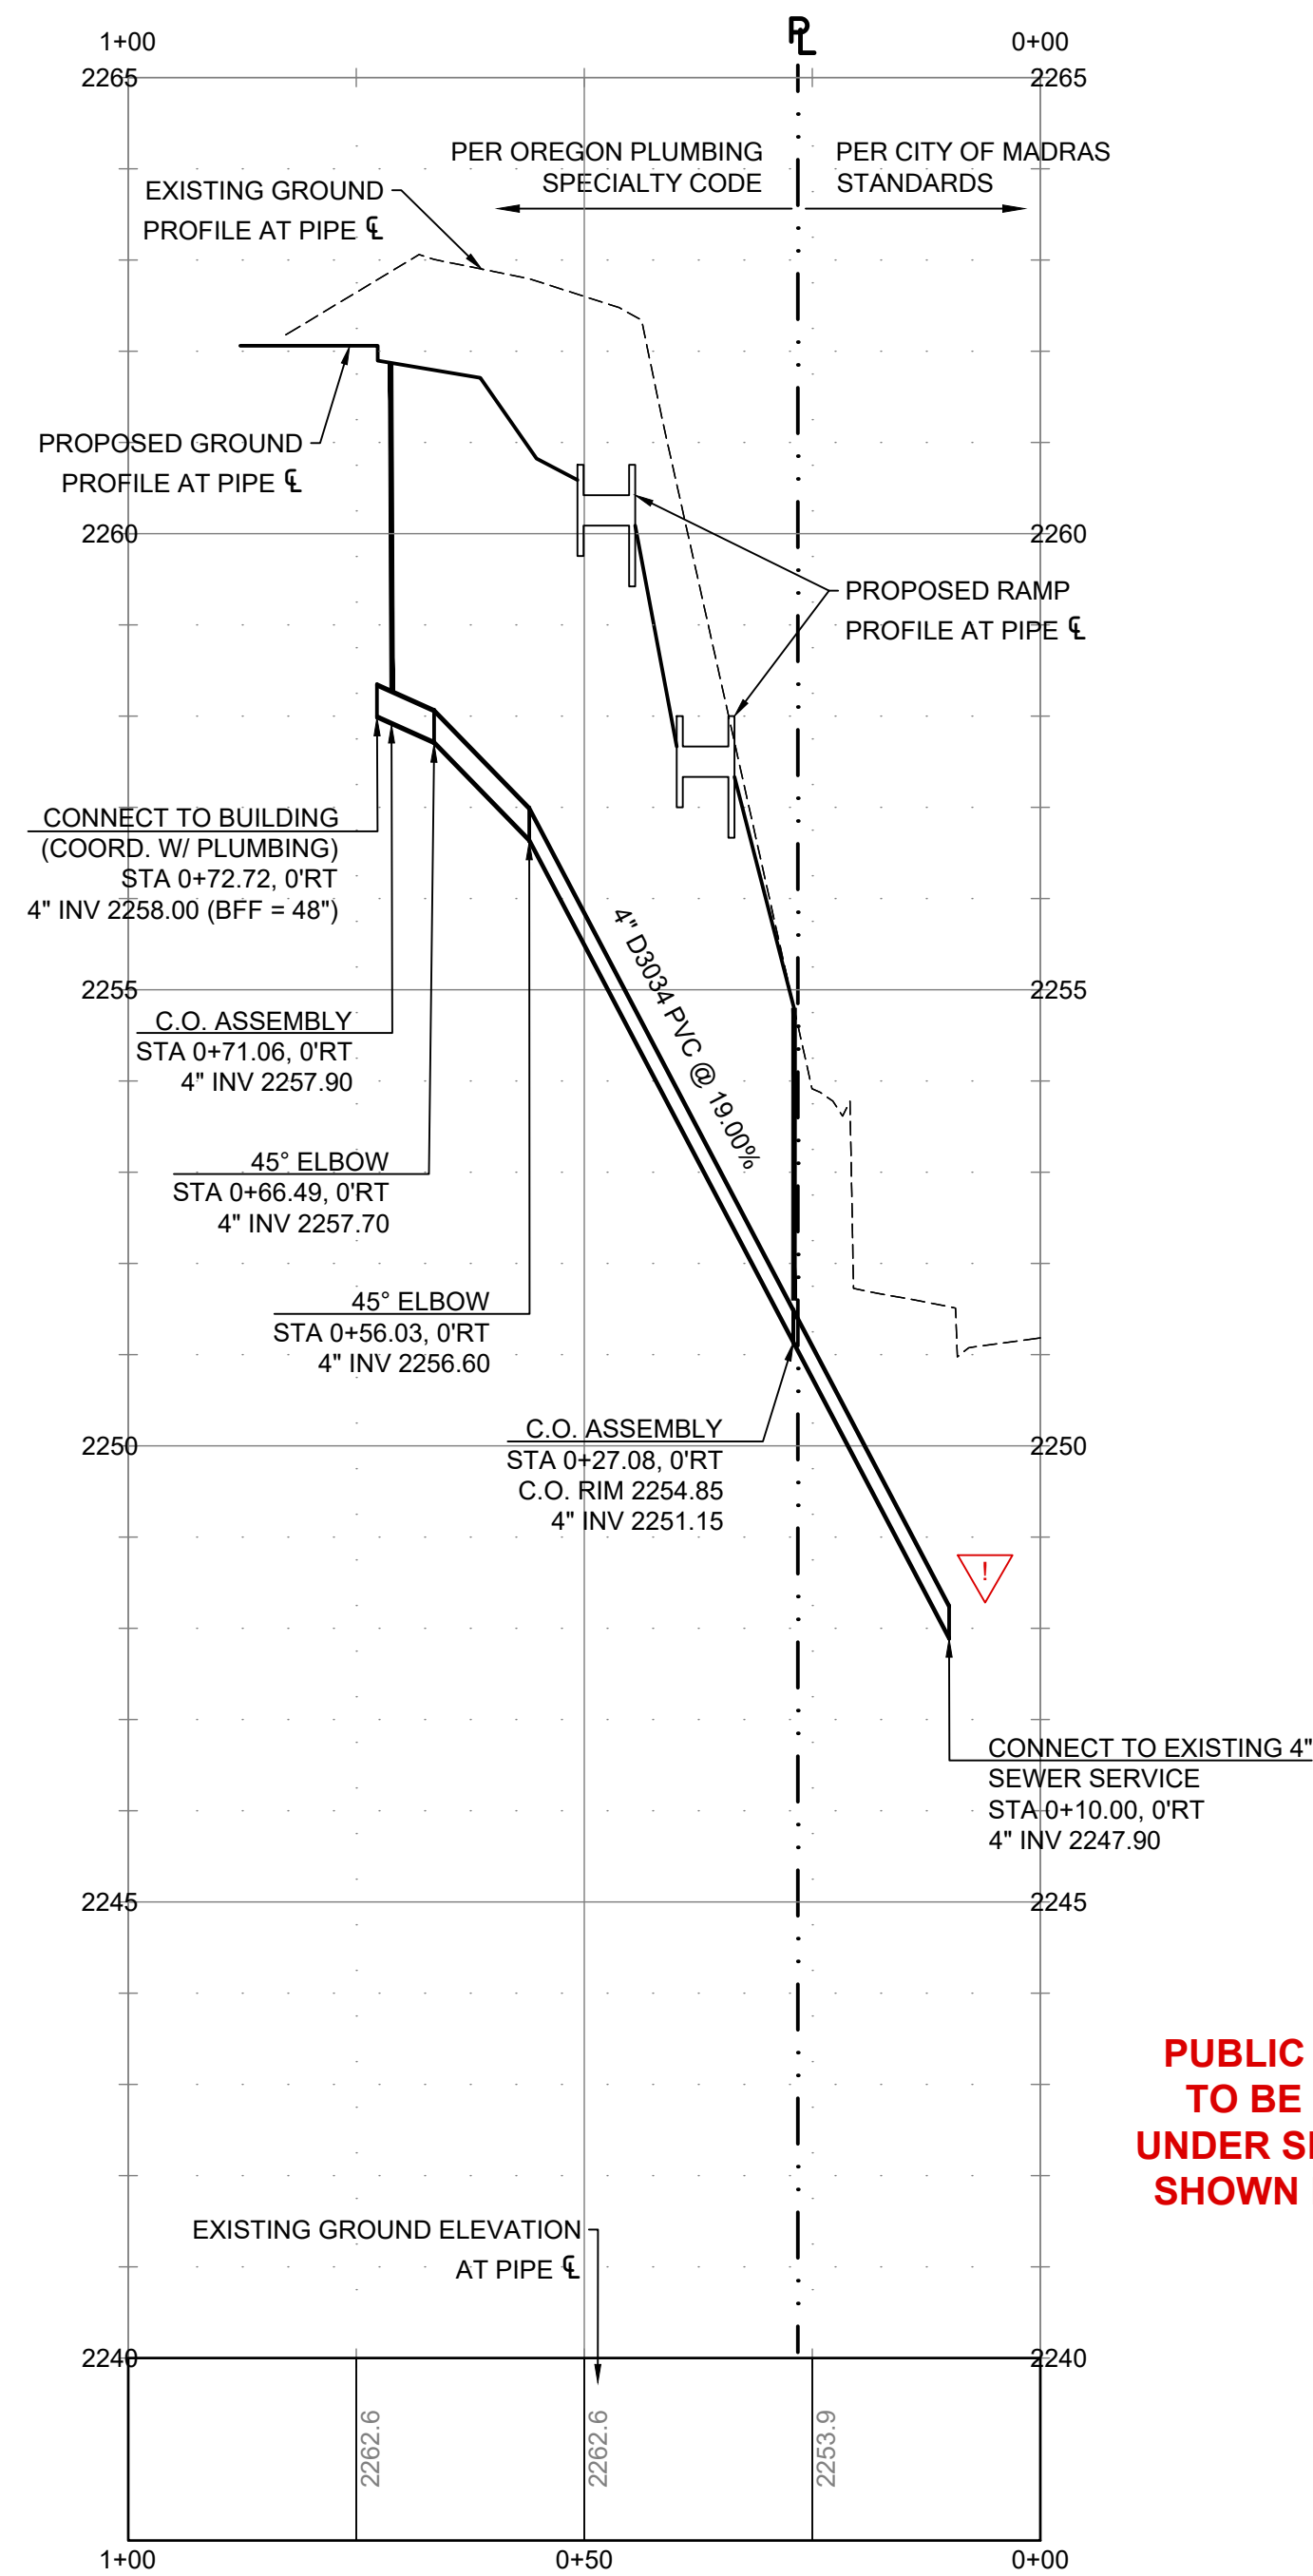 1+00
PL
0+00
2265
2265
PER OREGON PLUMBING
SPECIALTY CODE
PER CITY OF MADRAS
STANDARDS
EXISTING GROUND
PROFILE AT PIPE ℄
PROPOSED GROUND
PROFILE AT PIPE ℄
2260
2260
PROPOSED RAMP
PROFILE AT PIPE ℄
CONNECT TO BUILDING
(COORD. W/ PLUMBING)
STA 0+72.72, 0'RT
4" INV 2258.00 (BFF = 48")
4" D3034 PVC @ 19.00%
2255
2255
C.O. ASSEMBLY
STA 0+71.06, 0'RT
4" INV 2257.90
45° ELBOW
STA 0+66.49, 0'RT
4" INV 2257.70
45° ELBOW
STA 0+56.03, 0'RT
4" INV 2256.60
C.O. ASSEMBLY
STA 0+27.08, 0'RT
C.O. RIM 2254.85
4" INV 2251.15
2250
2250
!
CONNECT TO EXISTING 4"
SEWER SERVICE
STA 0+10.00, 0'RT
4" INV 2247.90
2245
2245
PUBLIC
TO BE
UNDER
SHOWN
EXISTING GROUND ELEVATION
AT PIPE ℄
2240
2240
2262.6
2262.6
2253.9
1+00
0+50
0+00